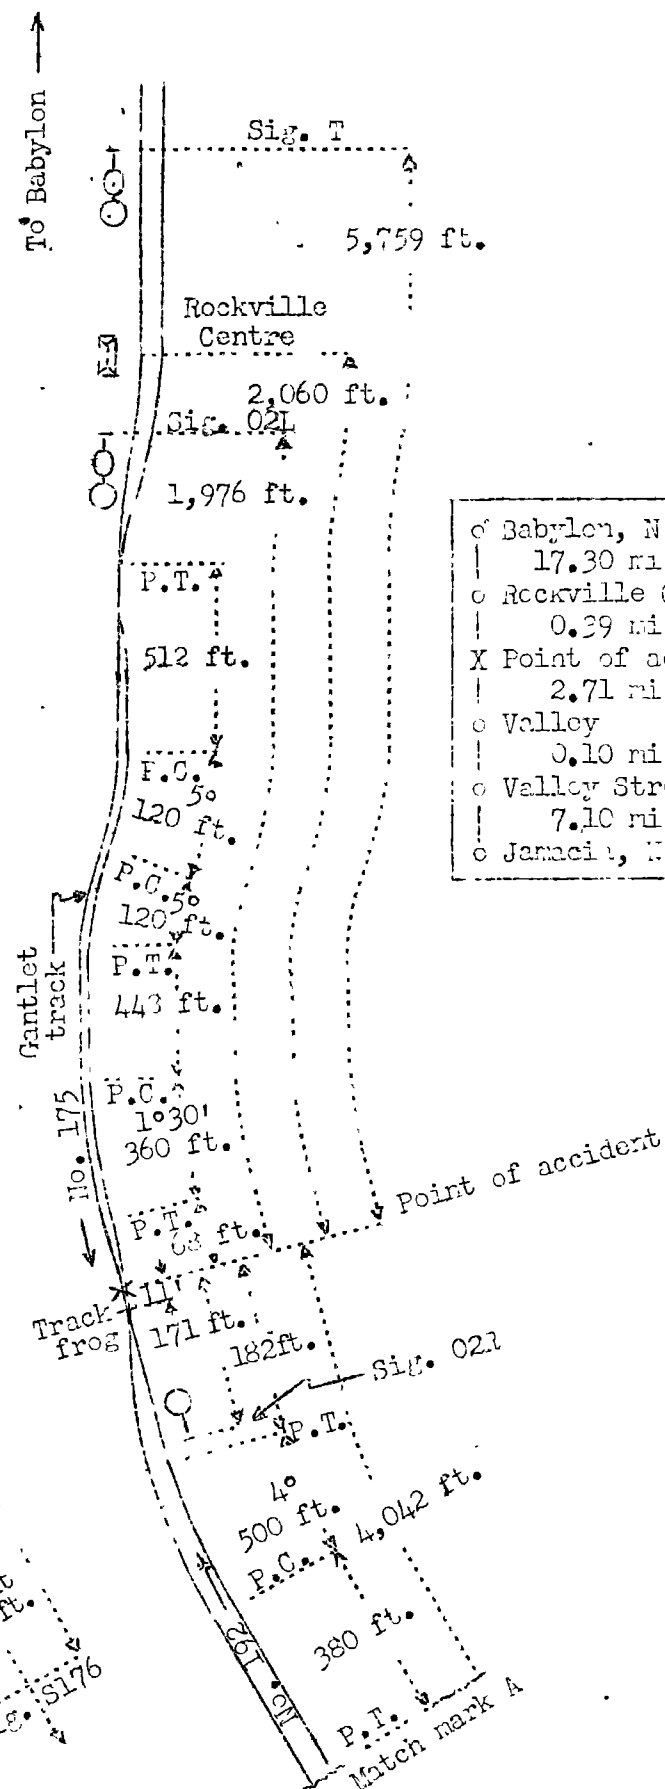 To Babylon
Sig. T
5,759 ft.
Rockville
Centre
2,060 ft.
Sig. 02L
1,976 ft.
P.T.
512 ft.
P.C.
5°
120 ft.
P.C.
5°
120 ft.
P.T.
443 ft.
Gantlet
track
P.C.
1°30'
360 ft.
No. 175
P.T.
68 ft.
Point of accident
11'
Track
frog
171 ft.
182ft.
Sig. 02R
P.T.
4°
500 ft.
4,042 ft.
P.C.
380 ft.
No. 192
P.T.
Match mark A
ft.
S176
Babylon, N
17.30 mi
Rockville
0.39 mi
X Point of
2.71 mi
Valley
0.10 mi
Valley
7.10 mi